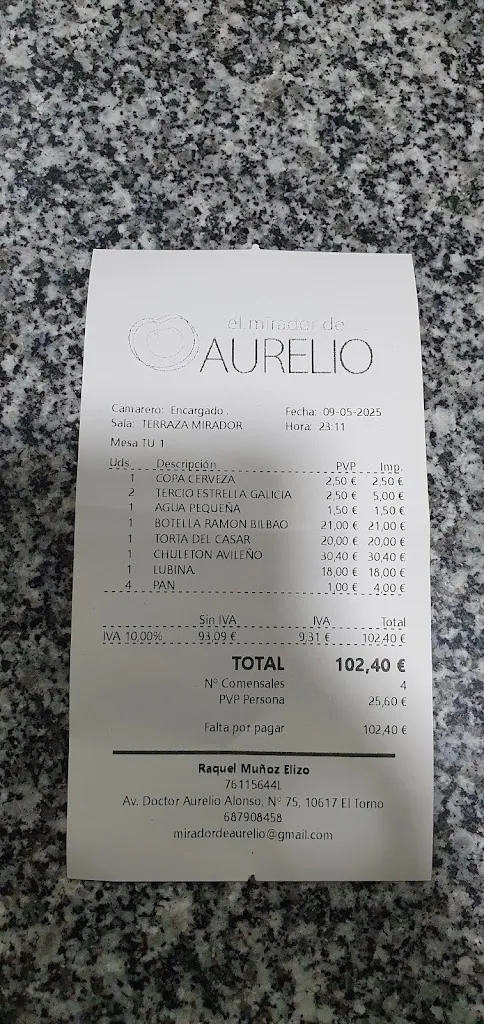 el mirador de
AURELIO
Camarero: Encargado . Fecha: 09-05-2025
Sala: TERRAZA MIRADOR Hora: 23:11
Mesa TU 1
Uds. Descripción PVP Imp.
1 COPA CERVEZA 2,50 € 2,50 €
2 TERCIO ESTRELLA GALICIA 2,50 € 5,00 €
1 AGUA PEQUEÑA 1,50 € 1,50 €
1 BOTELLA RAMON BILBAO 21,00 € 21,00 €
1 TORTA DEL CASAR 20,00 € 20,00 €
1 CHULETON AVILEÑO 30,40 € 30,40 €
1 LUBINA 18,00 € 18,00 €
4 PAN 1,00 € 4,00 €
Sin IVA IVA Total
IVA 10,00% 93,09 € 9,31 € 102,40 €
TOTAL 102,40 €
Nº Comensales 4
PVP Persona 25,60 €
Falta por pagar 102,40 €
Raquel Muñoz Elizo
76115644L
Av. Doctor Aurelio Alonso, Nº 75, 10617 El Torno
687908458
miradordeaurelio@gmail.com